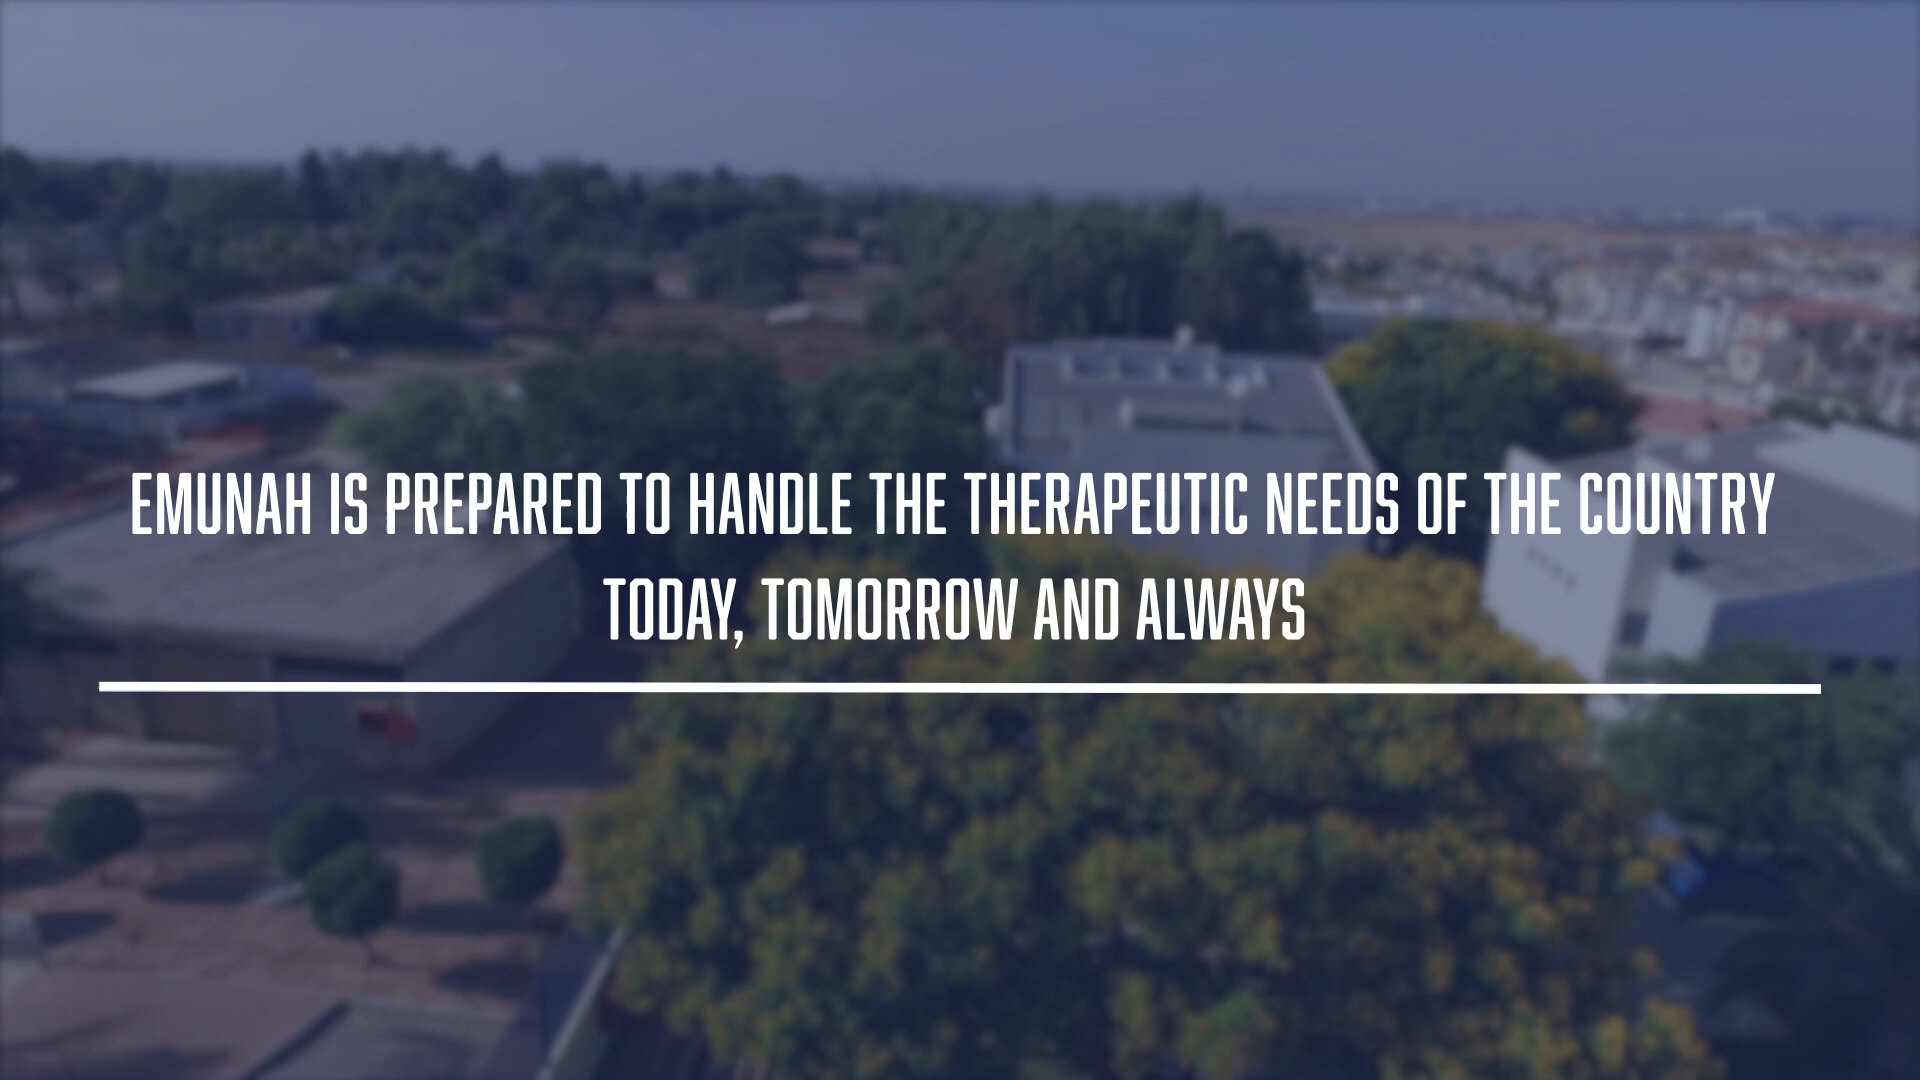 EMUNAH IS PREPARED TO HANDLE THE THERAPEUTIC NEEDS OF THE COUNTRY
TODAY, TOMORROW AND ALWAYS